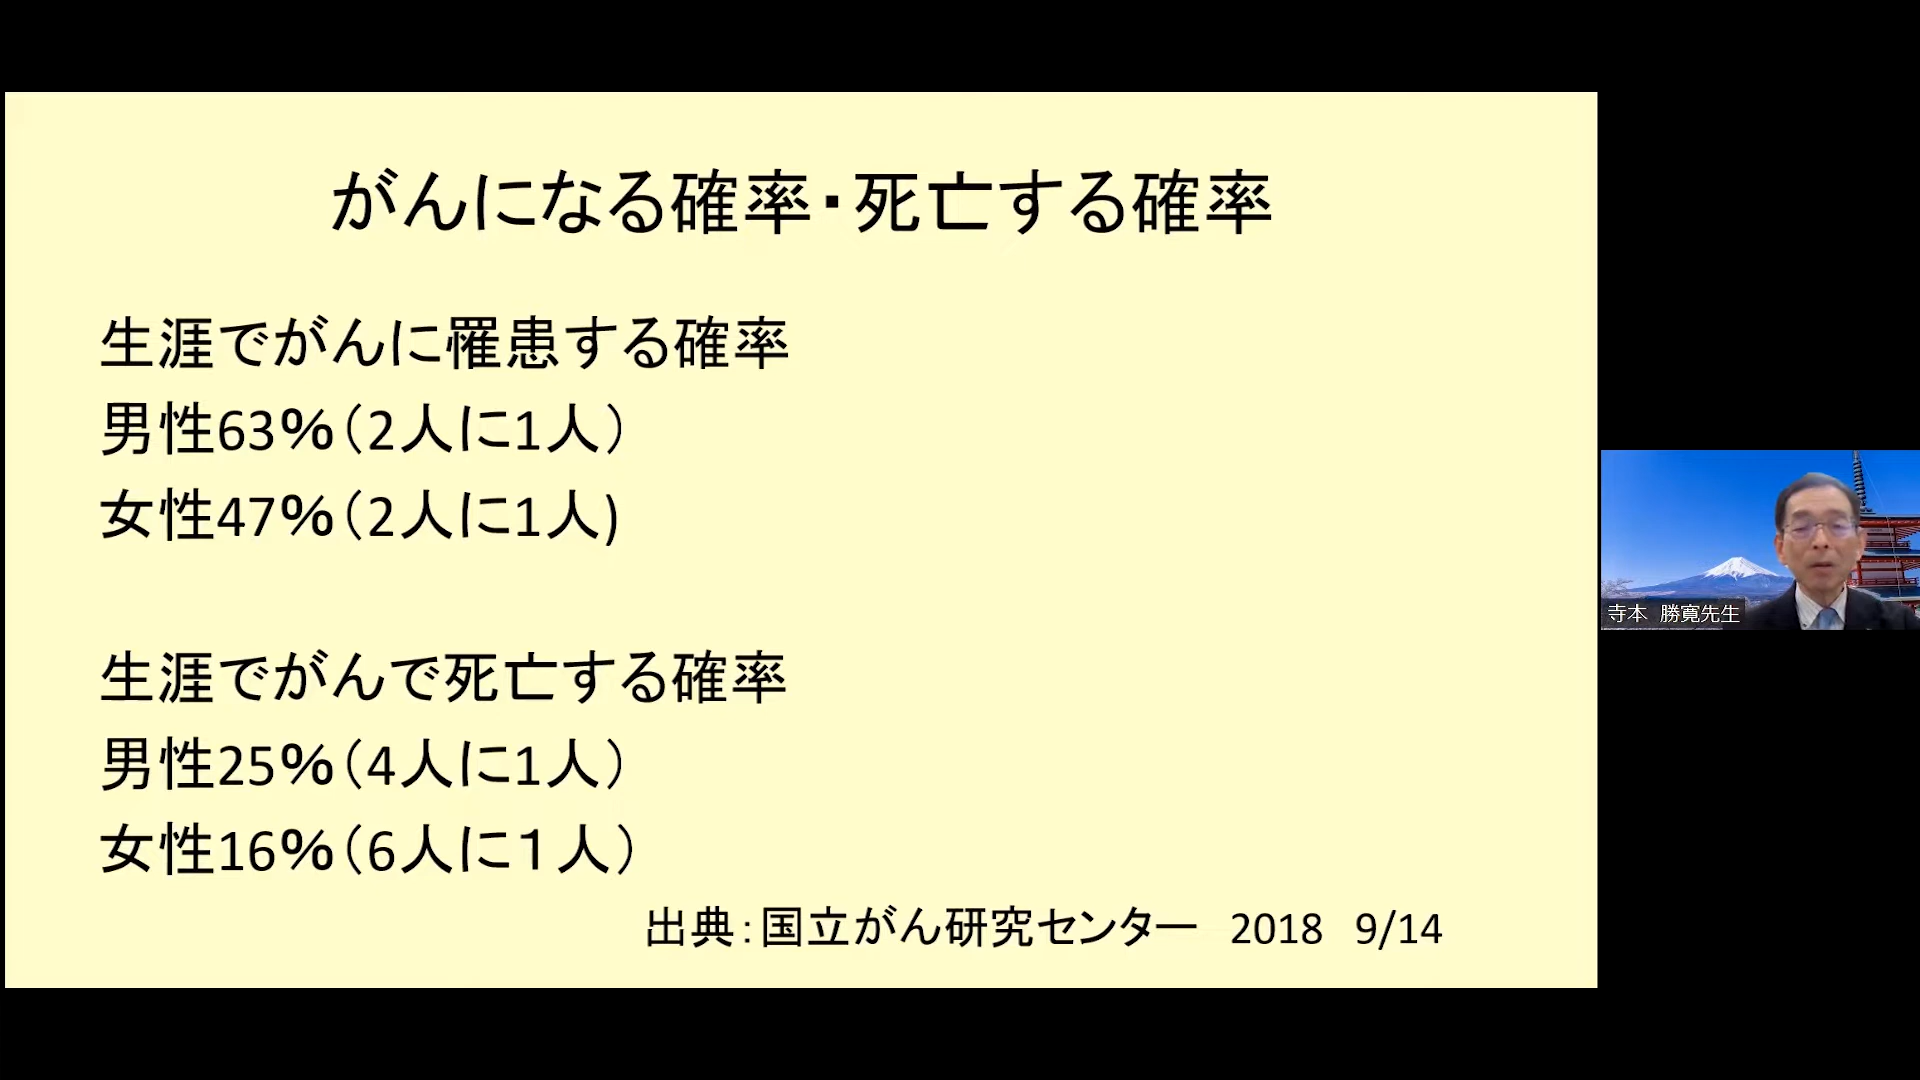 がんになる確率・死亡する確率
生涯でがんに罹患する確率
男性63％（2人に1人）
女性47％（2人に1人)
生涯でがんで死亡する確率
男性25％（4人に1人）
女性16％（6人に１人）
出典：国立がん研究センター　2018　9/14
寺本　勝寛先生